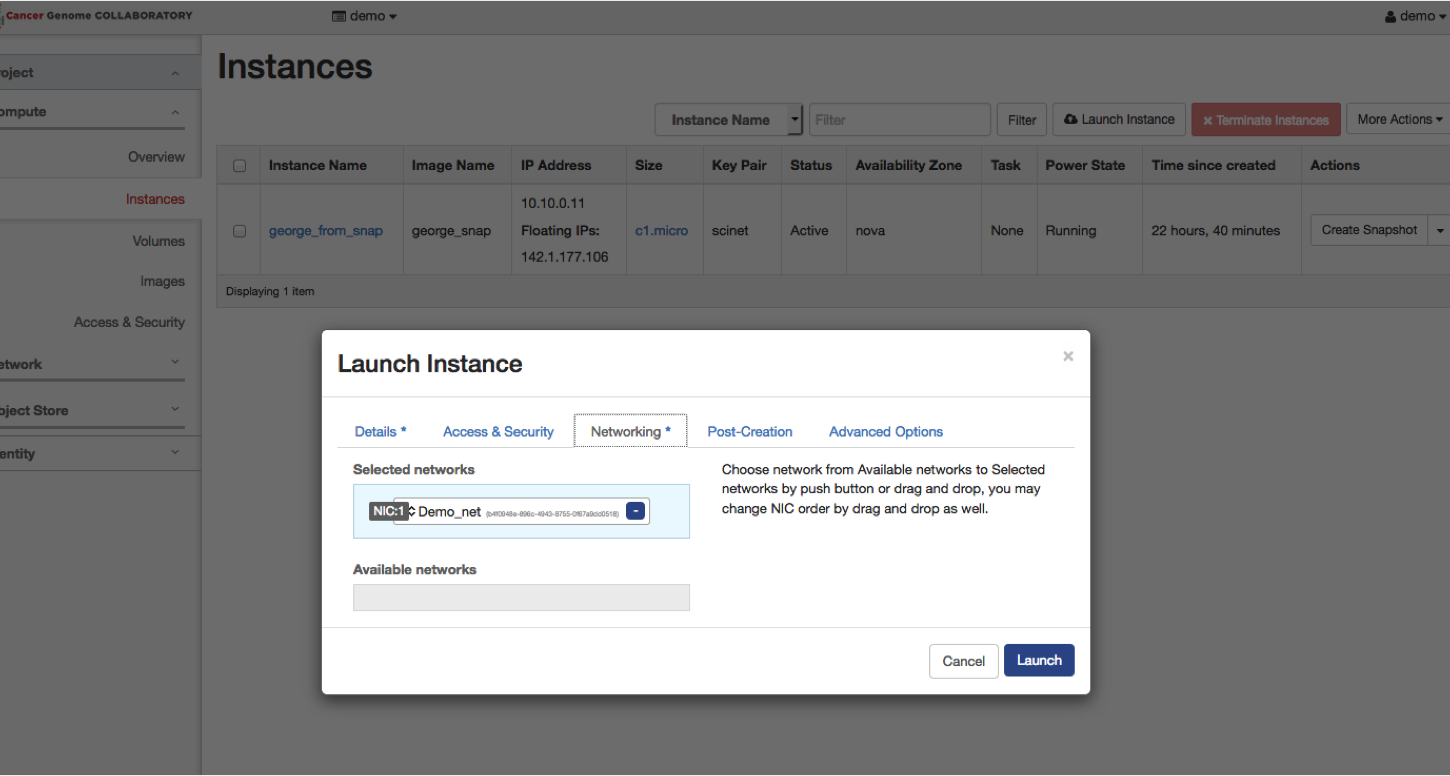 Cancer Genome COLLABORATORY
demo
demo
roject
ompute
Overview
Instances
Volumes
Images
Access & Security
etwork
bject Store
entity
Instances
Instance Name
Filter
Filter
Launch Instance
Terminate Instances
More Actions
Instance Name Image Name IP Address Size Key Pair Status Availability Zone Task Power State Time since created Actions
10.10.0.11
george_from_snap george_snap Floating IPs: c1.micro scinet Active nova None Running 22 hours, 40 minutes Create Snapshot
142.1.177.106
Displaying 1 item
Launch Instance
×
Details * Access & Security Networking * Post-Creation Advanced Options
Selected networks
NIC:1 Demo_net -
Available networks
Choose network from Available networks to Selected
networks by push button or drag and drop, you may
change NIC order by drag and drop as well.
Cancel Launch